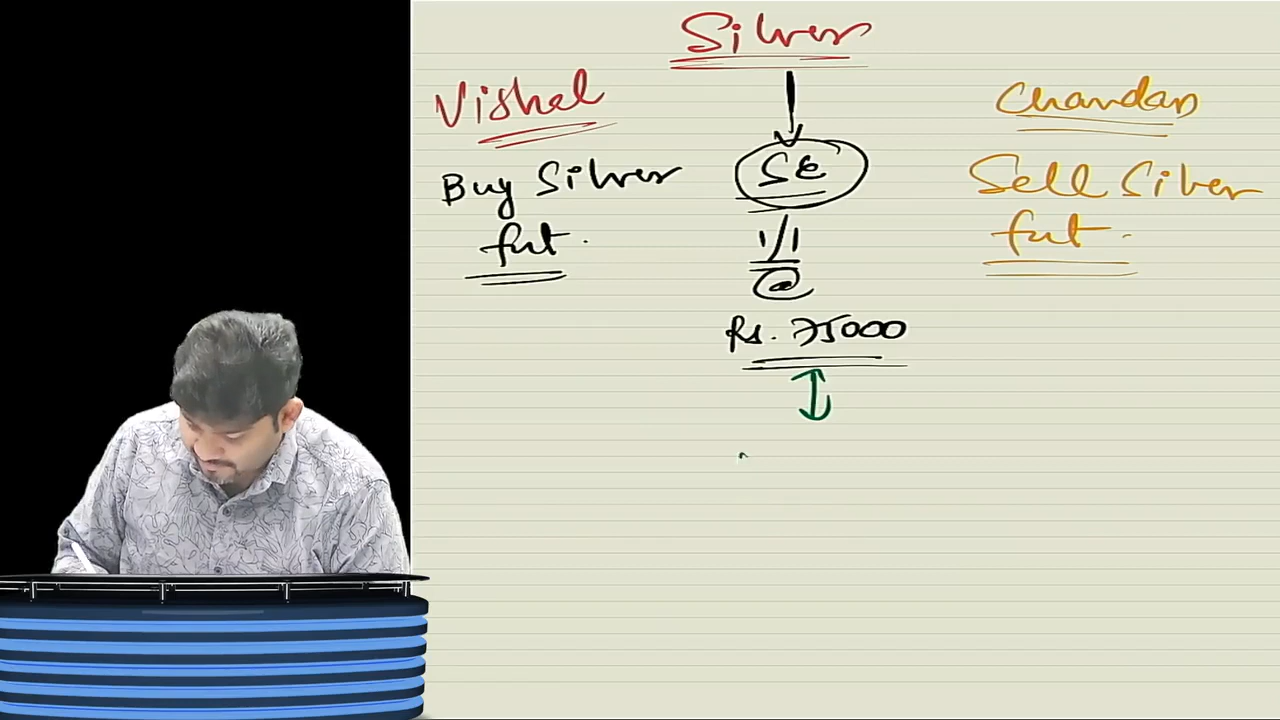 Silver
Vishal
Chandan
Buy Silver
fut.
SE
Sell Silver
fut.
1/1
@
Rs. 75000